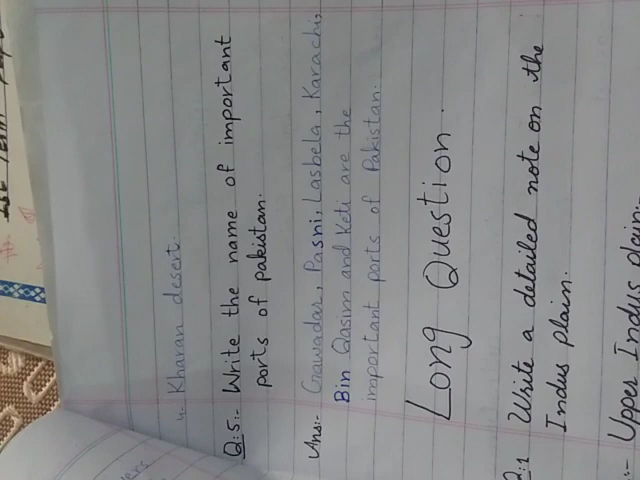 Kharan desert.
Q:5:- Write the name of important
ports of pakistan.
Ans:- Gawadar, Pasni, Lasbela, Karachi,
Bin Qasim and Keti are the
important ports of Pakistan.
Long Question.
Q:1 Write a detailed note on the
Indus plain.
:- Upper Indus plain:-